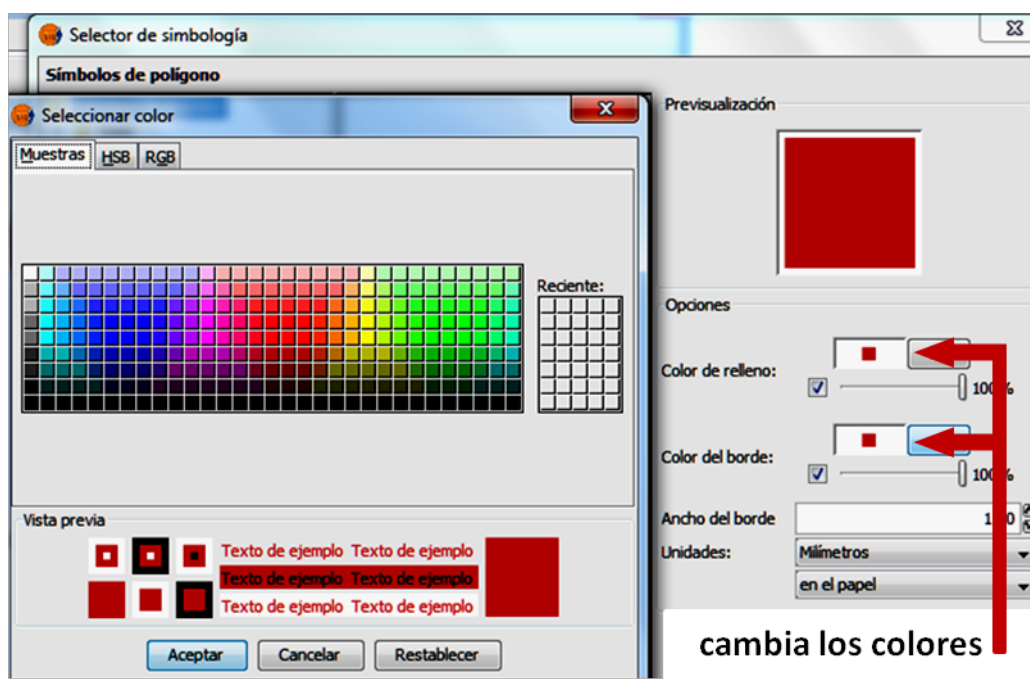 Selector de simbología
Símbolos de polígono
Seleccionar color
Muestras HSB RGB
Reciente:
Vista previa
Texto de ejemplo Texto de ejemplo
Texto de ejemplo Texto de ejemplo
Texto de ejemplo Texto de ejemplo
Aceptar Cancelar Restablecer
Previsualización
Opciones
Color de relleno:
Color del borde:
Ancho del borde
Unidades: Milímetros
en el papel
cambia los colores